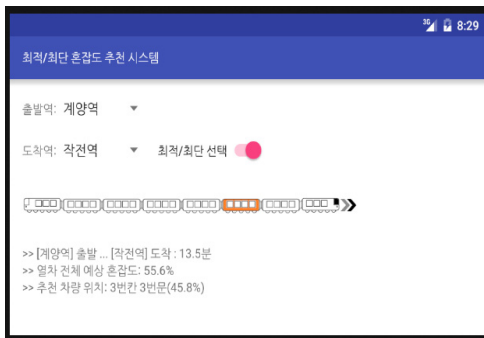 3G 8:29
최적/최단 혼잡도 추천 시스템
출발역: 계양역
도착역: 작전역 최적/최단 선택
>> [계양역] 출발 ... [작전역] 도착 : 13.5분
>> 열차 전체 예상 혼잡도: 55.6%
>> 추천 차량 위치: 3번칸 3번문(45.8%)